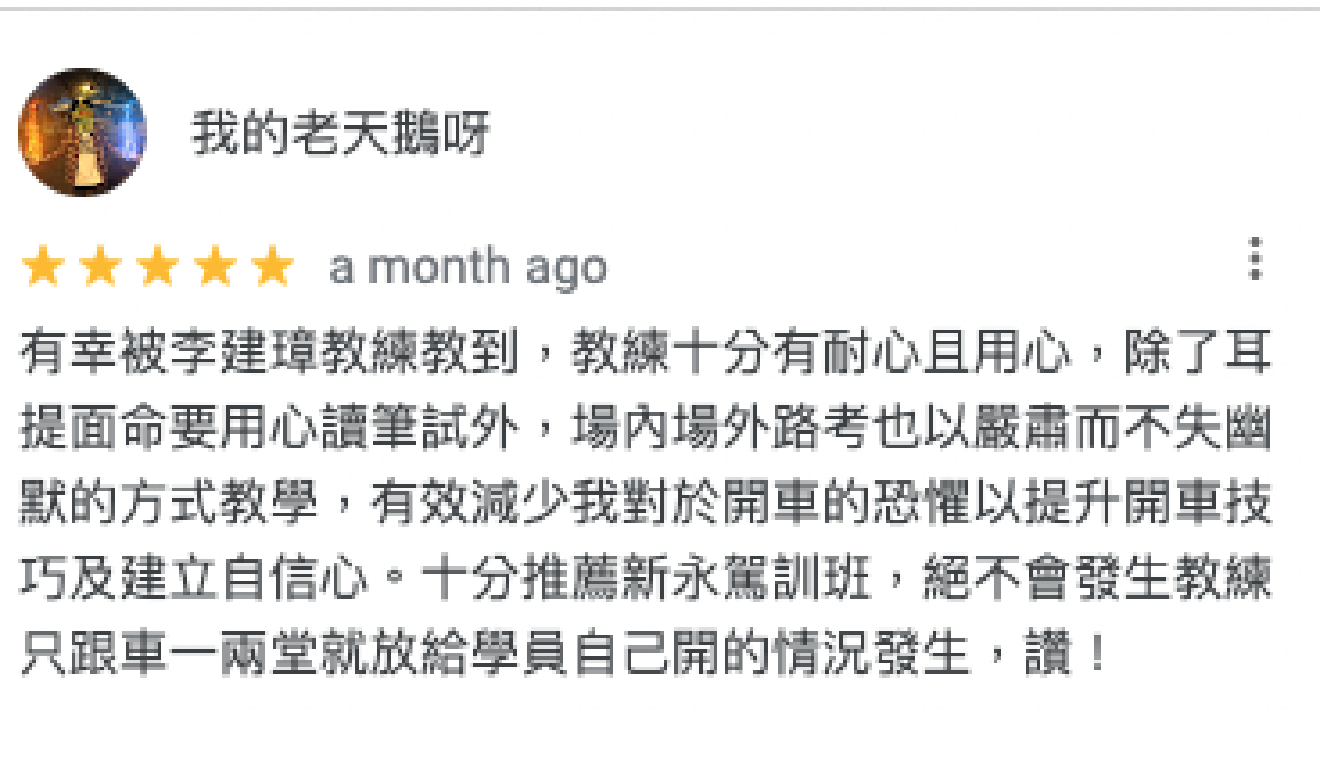 我的老天鵝呀
a month ago
有幸被李建璋教練教到，教練十分有耐心且用心，除了耳
提面命要用心讀筆試外，場內場外路考也以嚴肅而不失幽
默的方式教學，有效減少我對於開車的恐懼以提升開車技
巧及建立自信心。十分推薦新永駕訓班，絕不會發生教練
只跟車一兩堂就放給學員自己開的情況發生，讚！